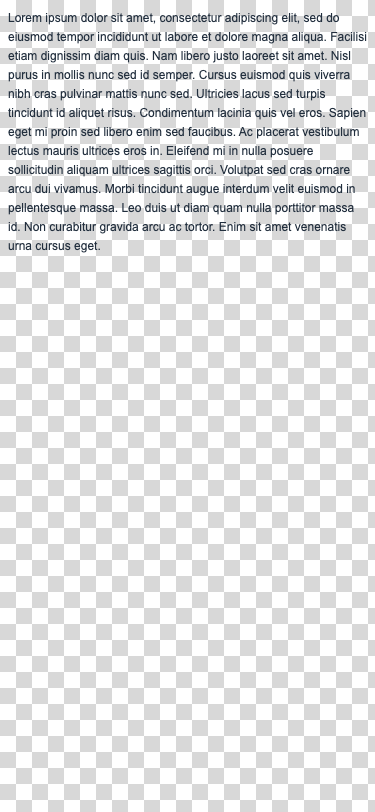 Lorem ipsum dolor sit amet, consectetur adipiscing elit, sed do
eiusmod tempor incididunt ut labore et dolore magna aliqua. Facilisi
etiam dignissim diam quis. Nam libero justo laoreet sit amet. Nisl
purus in mollis nunc sed id semper. Cursus euismod quis viverra
nibh cras pulvinar mattis nunc sed. Ultricies lacus sed turpis
tincidunt id aliquet risus. Condimentum lacinia quis vel eros. Sapien
eget mi proin sed libero enim sed faucibus. Ac placerat vestibulum
lectus mauris ultrices eros in. Eleifend mi in nulla posuere
sollicitudin aliquam ultrices sagittis orci. Volutpat sed cras ornare
arcu dui vivamus. Morbi tincidunt augue interdum velit euismod in
pellentesque massa. Leo duis ut diam quam nulla porttitor massa
id. Non curabitur gravida arcu ac tortor. Enim sit amet venenatis
urna cursus eget.